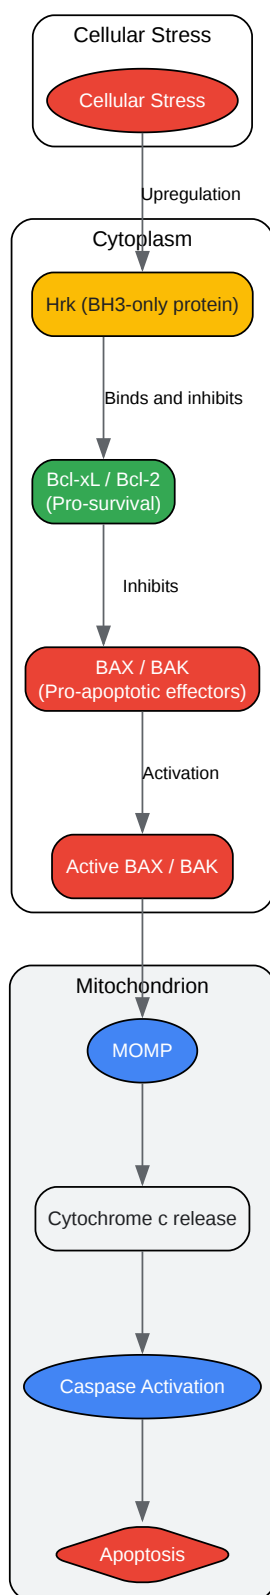 Cellular Stress
Cellular Stress
Upregulation
Cytoplasm
Hrk (BH3-only protein)
Binds and inhibits
Bcl-xL / Bcl-2
(Pro-survival)
Inhibits
BAX / BAK
(Pro-apoptotic effectors)
Activation
Active BAX / BAK
Mitochondrion
MOMP
Cytochrome c release
Caspase Activation
Apoptosis